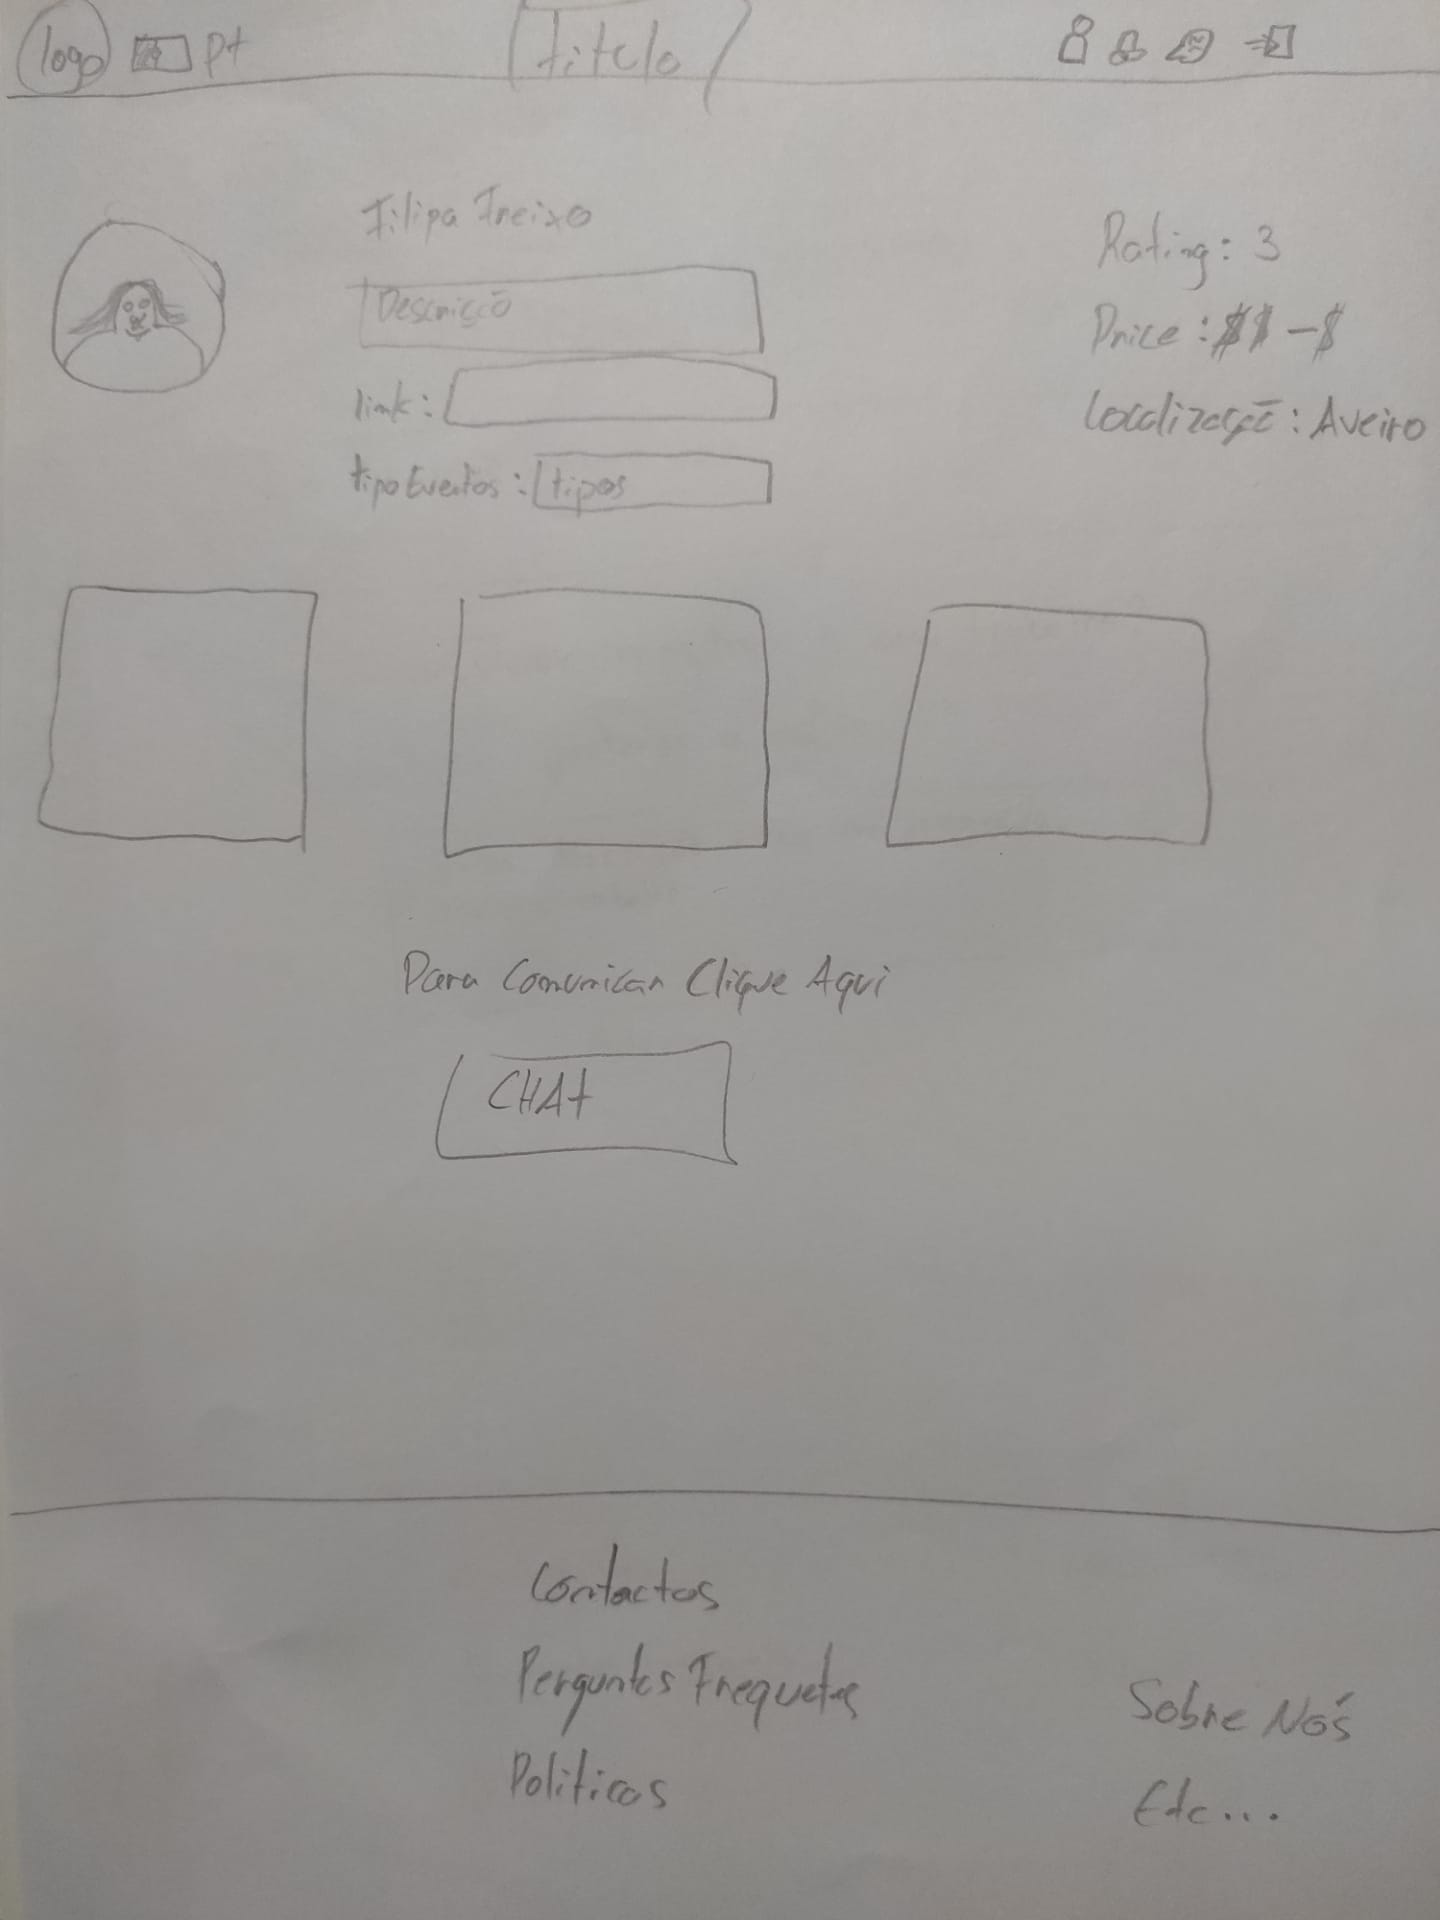 logo pt Titulo
Filipa Freixo
Descrição
link:
tipo Eventos: tipos
Rating: 3
Price: $$ - $
Localização: Aveiro
Para Comunicar Clique Aqui
CHAt
Contactos
Perguntas Frequetes
Politicas
Sobre Nós
Etc...